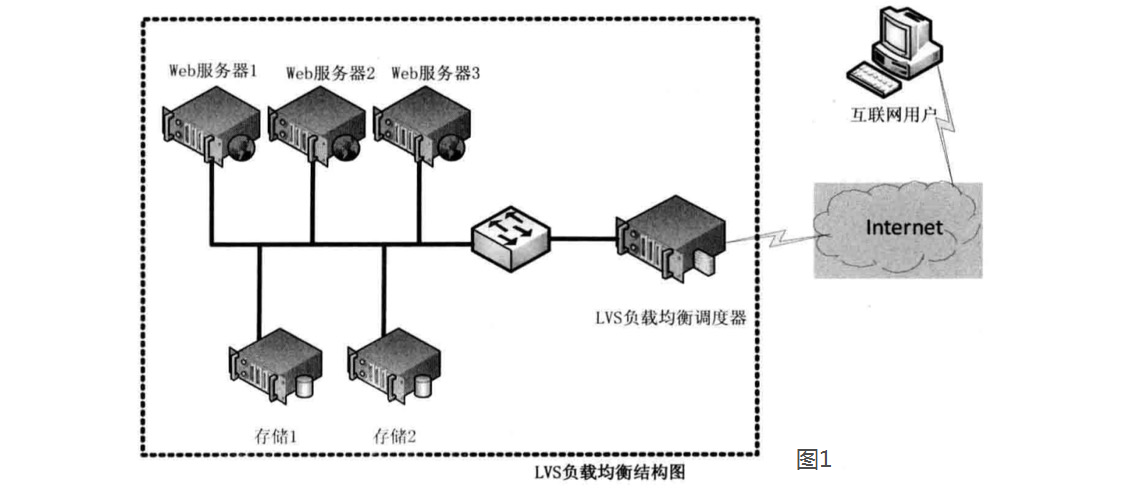 Web服务器1
Web服务器2
Web服务器3
互联网用户
Internet
LVS负载均衡调度器
存储1
存储2
LVS负载均衡结构图
图1